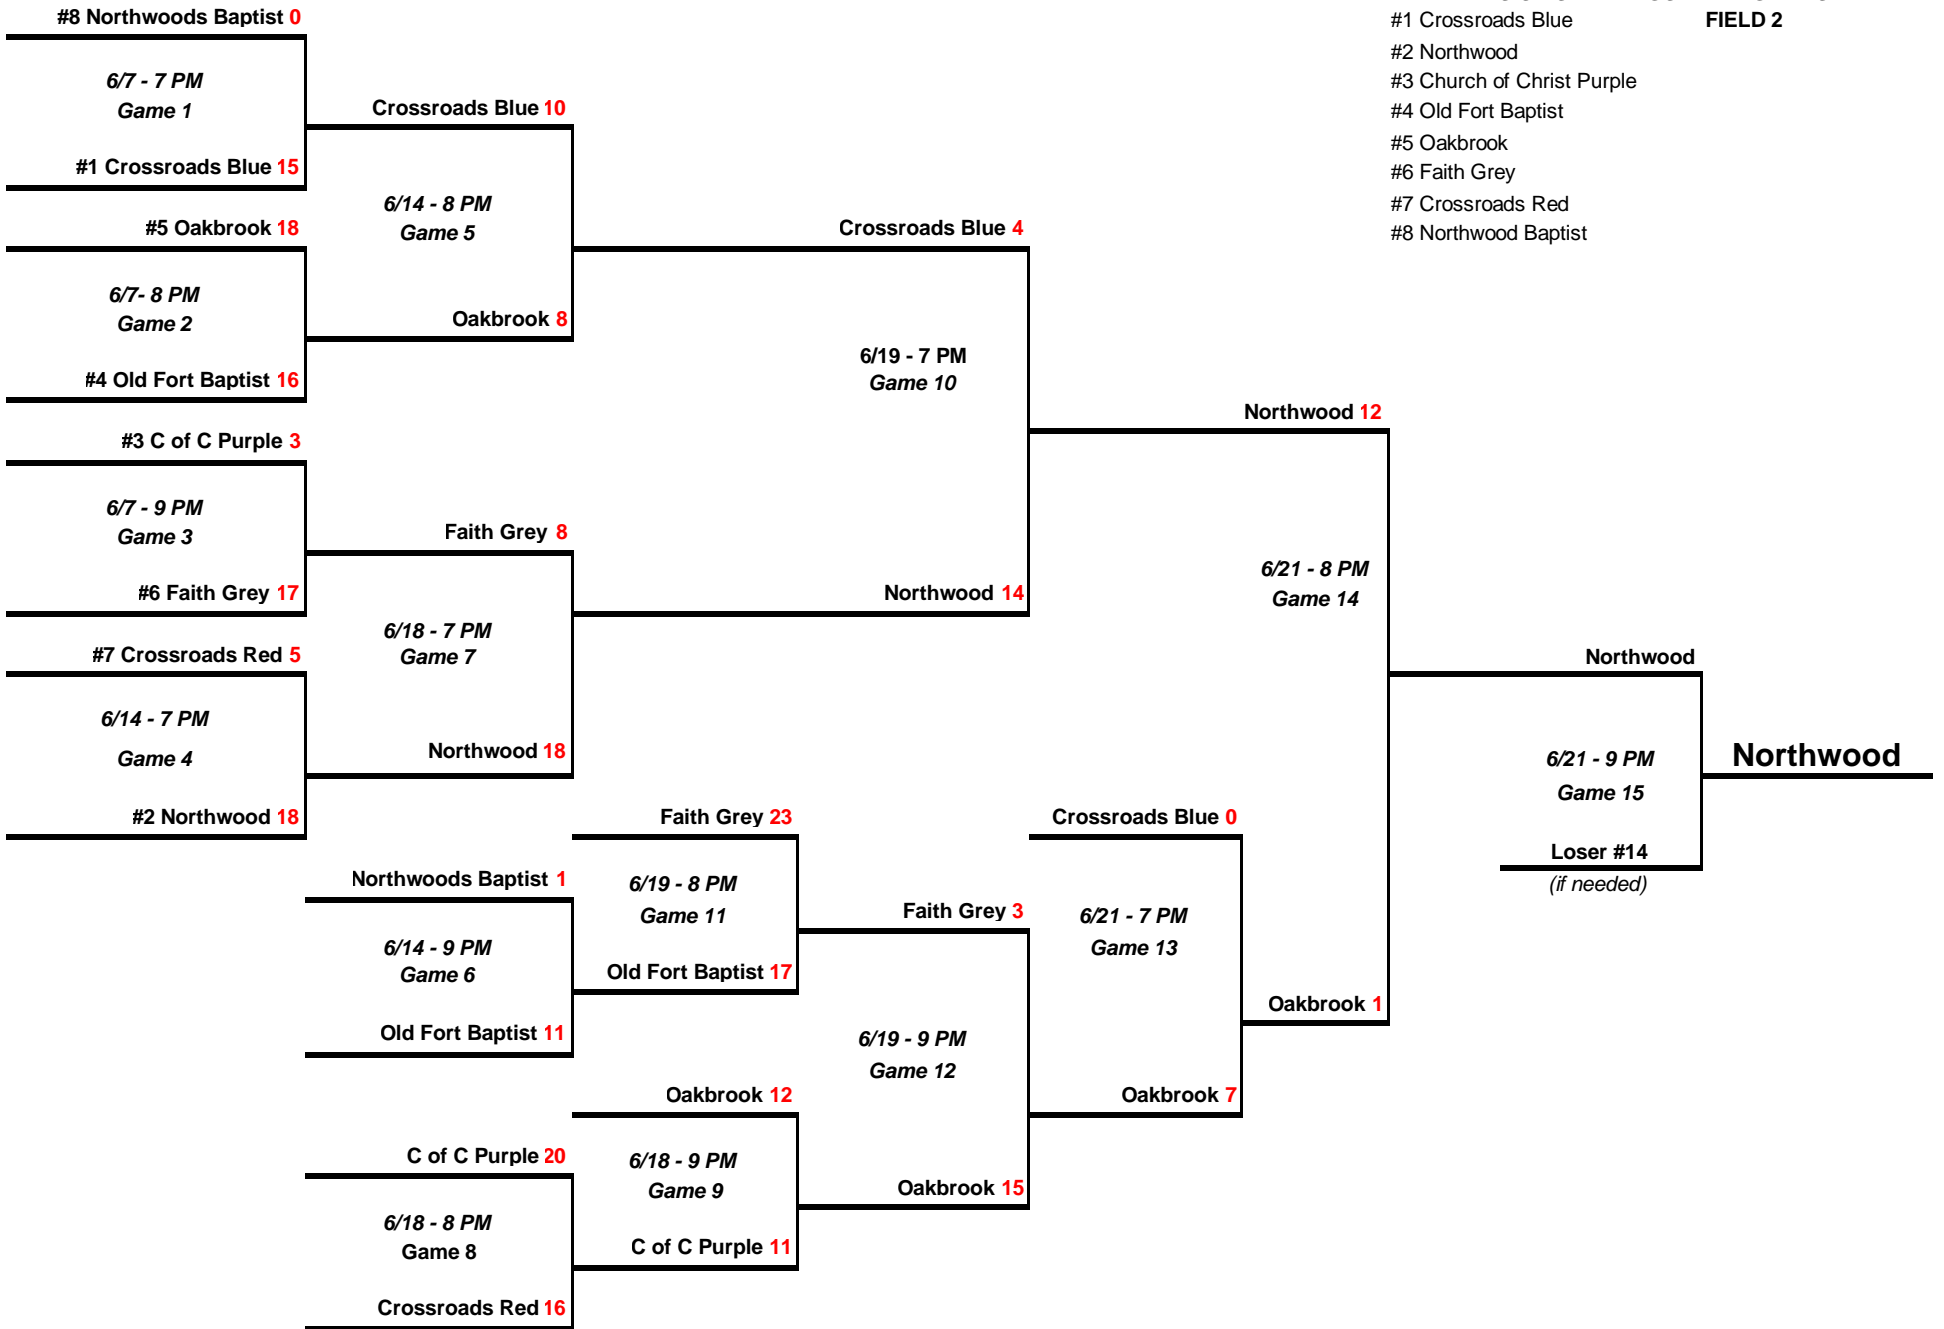 #8 Northwoods Baptist 0
6/7 - 7 PM
Game 1
#1 Crossroads Blue 15
#5 Oakbrook 18
6/7- 8 PM
Game 2
#4 Old Fort Baptist 16
#3 C of C Purple 3
6/7 - 9 PM
Game 3
#6 Faith Grey 17
#7 Crossroads Red 5
6/14 - 7 PM
Game 4
#2 Northwood 18
Crossroads Blue 10
6/14 - 8 PM
Game 5
Oakbrook 8
Faith Grey 8
6/18 - 7 PM
Game 7
Northwood 18
Northwoods Baptist 1
6/14 - 9 PM
Game 6
Old Fort Baptist 11
C of C Purple 20
6/18 - 8 PM
Game 8
Crossroads Red 16
Faith Grey 23
6/19 - 8 PM
Game 11
Old Fort Baptist 17
Oakbrook 12
6/18 - 9 PM
Game 9
C of C Purple 11
Crossroads Blue 4
6/19 - 7 PM
Game 10
Northwood 14
Faith Grey 3
6/19 - 9 PM
Game 12
Oakbrook 15
Crossroads Blue 0
6/21 - 7 PM
Game 13
Oakbrook 7
Northwood 12
6/21 - 8 PM
Game 14
Oakbrook 1
Northwood
6/21 - 9 PM
Game 15
Loser #14
(if needed)
Northwood
#1 Crossroads Blue FIELD 2
#2 Northwood
#3 Church of Christ Purple
#4 Old Fort Baptist
#5 Oakbrook
#6 Faith Grey
#7 Crossroads Red
#8 Northwood Baptist